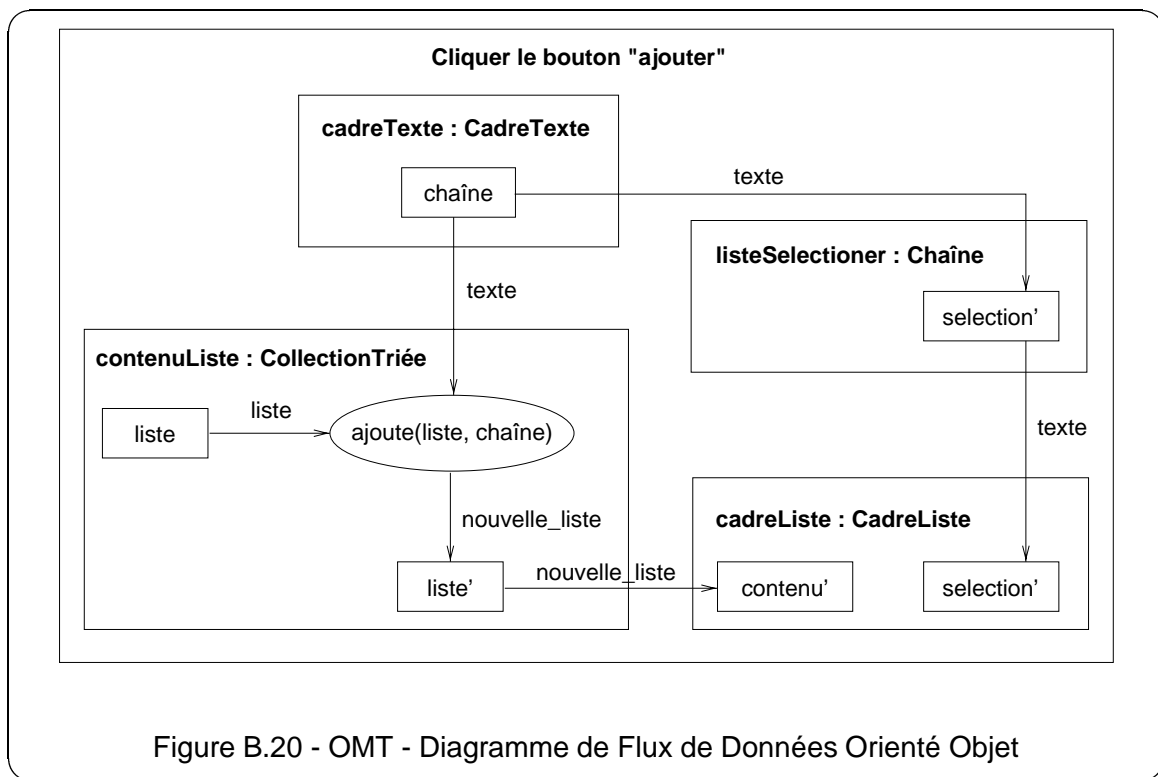 Cliquer le bouton "ajouter"
cadreTexte : CadreTexte
chaîne
texte
listeSelectioner : Chaîne
texte
selection'
contenuListe : CollectionTriée
liste
liste
ajoute(liste, chaîne)
texte
nouvelle_liste
cadreListe : CadreListe
liste'
nouvelle_liste
contenu'
selection'
Figure B.20 - OMT - Diagramme de Flux de Données Orienté Objet